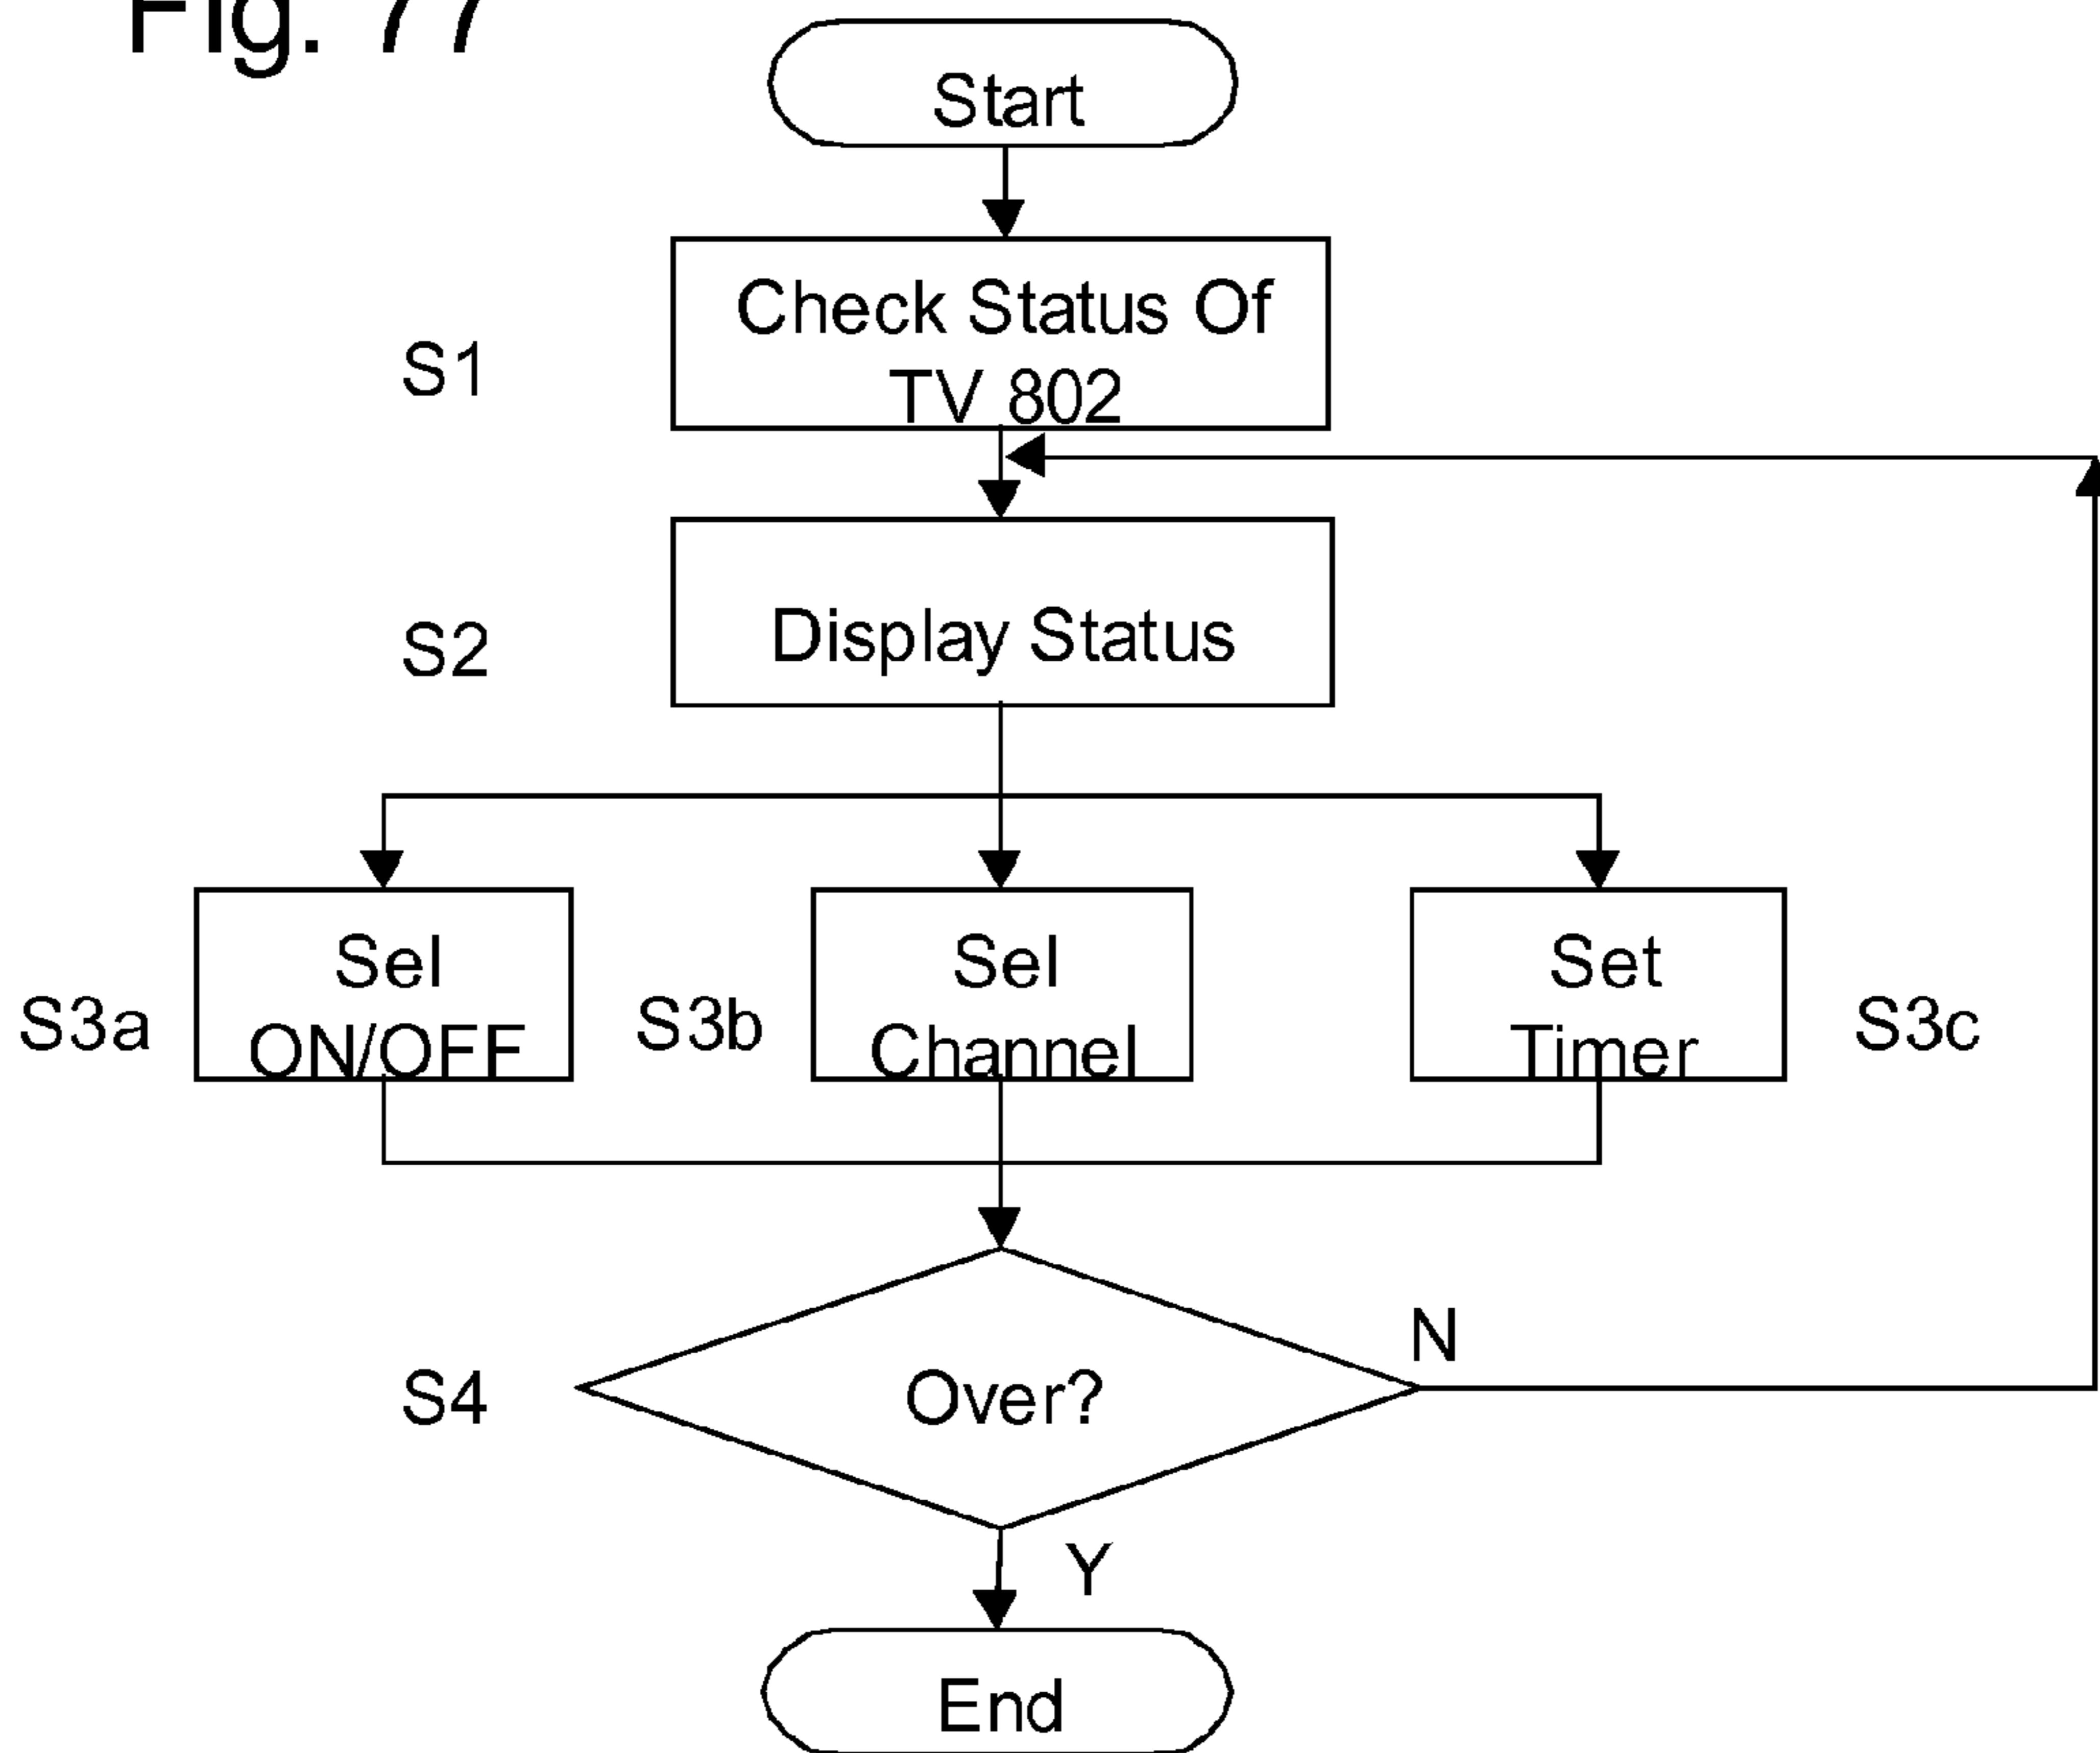 Fig. 77
Start
Check Status Of
TV 802
S1
Display Status
S2
Sel
ON/OFF
S3a
Sel
Channel
S3b
Set
Timer
S3c
N
Over?
S4
Y
End